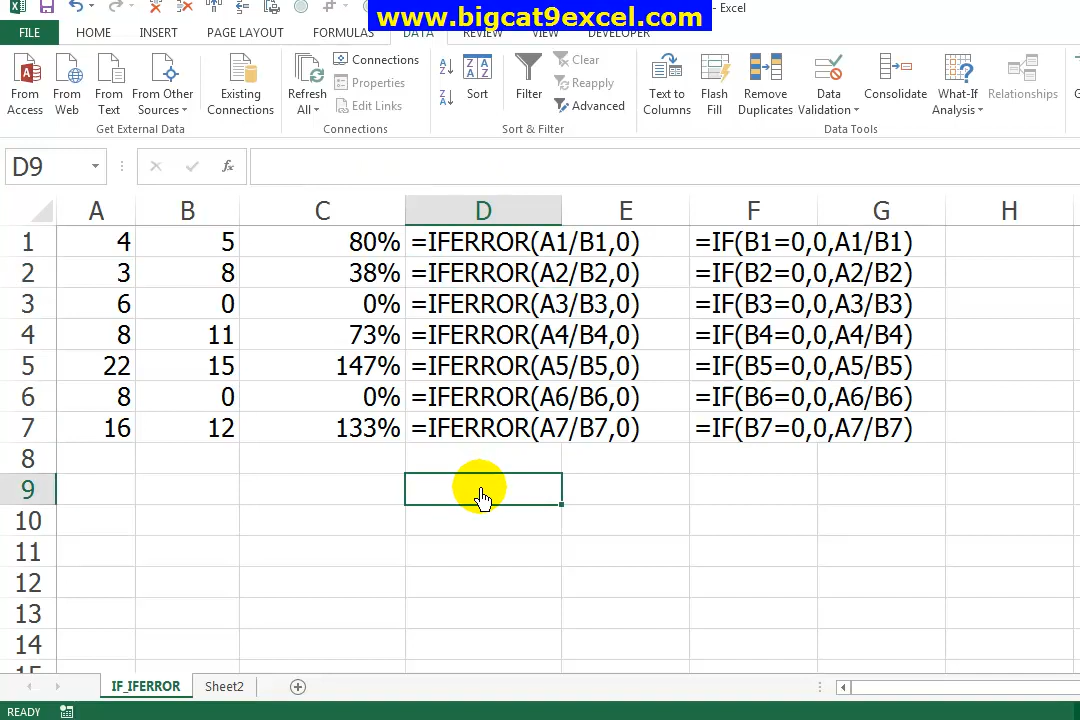 www.bigcat9excel.com
- Excel
FILE HOME INSERT PAGE LAYOUT FORMULAS DATA REVIEW VIEW DEVELOPER
From Access
From Web
From Text
From Other Sources
Existing Connections
Get External Data
Refresh All
Connections
Properties
Edit Links
Connections
Sort
Filter
Clear
Reapply
Advanced
Sort & Filter
Text to Columns
Flash Fill
Remove Duplicates
Data Validation
Consolidate
What-If Analysis
Relationships
Data Tools
D9
fx
A B C D E F G H
1 4 5 80% =IFERROR(A1/B1,0) =IF(B1=0,0,A1/B1)
2 3 8 38% =IFERROR(A2/B2,0) =IF(B2=0,0,A2/B2)
3 6 0 0% =IFERROR(A3/B3,0) =IF(B3=0,0,A3/B3)
4 8 11 73% =IFERROR(A4/B4,0) =IF(B4=0,0,A4/B4)
5 22 15 147% =IFERROR(A5/B5,0) =IF(B5=0,0,A5/B5)
6 8 0 0% =IFERROR(A6/B6,0) =IF(B6=0,0,A6/B6)
7 16 12 133% =IFERROR(A7/B7,0) =IF(B7=0,0,A7/B7)
8
9
10
11
12
13
14
IF_IFERROR Sheet2
READY